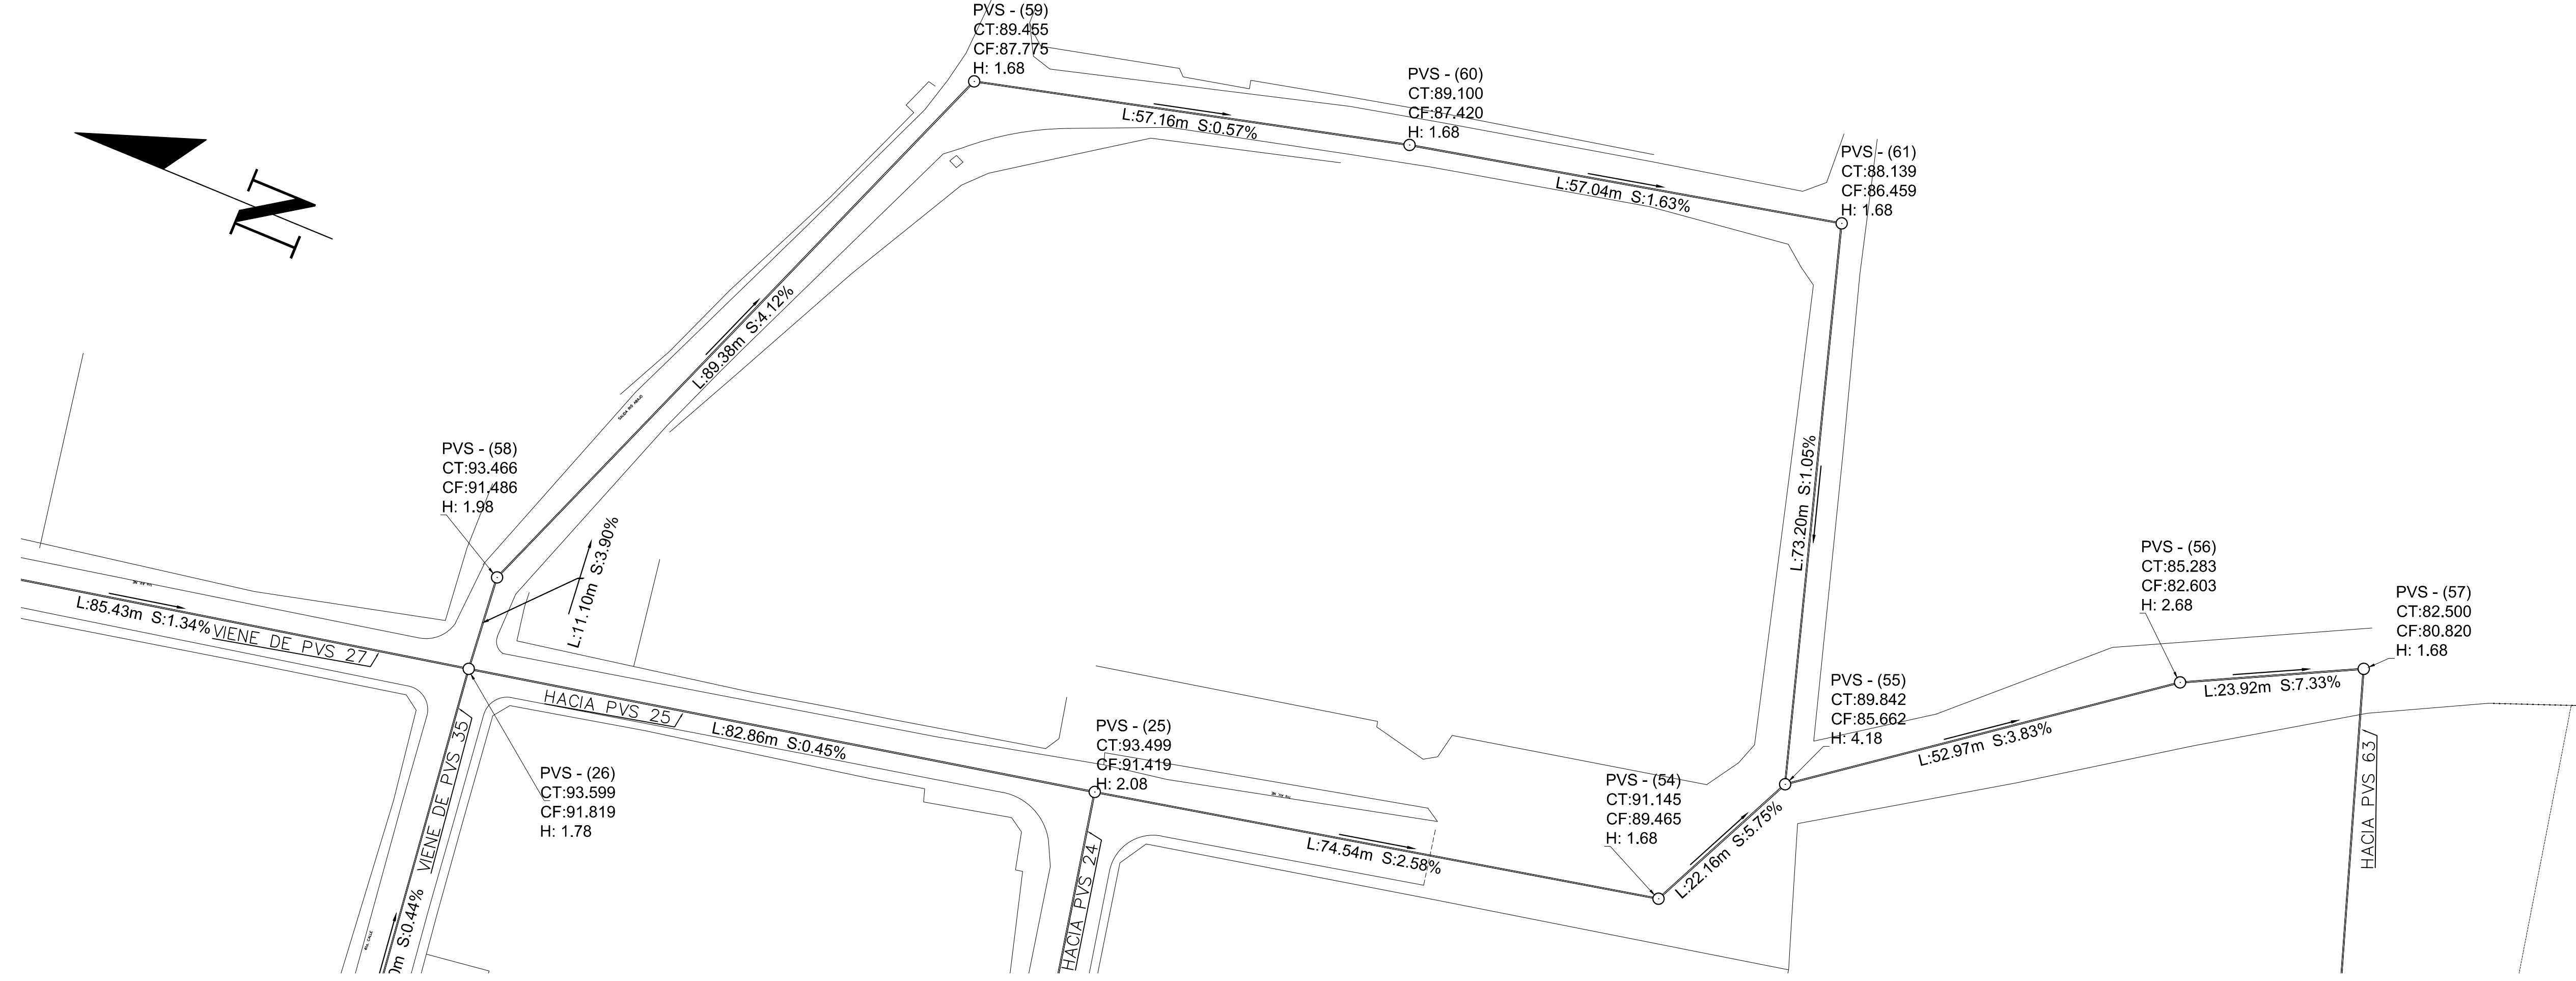 PVS - (59)
CT:89.455
CF:87.775
H: 1.68
PVS - (60)
CT:89.100
CF:87.420
H: 1.68
L:57.16m S:0.57%
PVS - (61)
CT:88.139
CF:86.459
H: 1.68
L:57.04m S:1.63%
N
L:89.38m S:4.12%
PVS - (58)
CT:93.466
CF:91.486
H: 1.98
L:11.10m S:3.90%
L:73.20m S:1.05%
PVS - (56)
CT:85.283
CF:82.603
H: 2.68
PVS - (57)
CT:82.500
CF:80.820
H: 1.68
L:23.92m S:7.33%
L:85.43m S:1.34%
VIENE DE PVS 27
HACIA PVS 25
L:82.86m S:0.45%
PVS - (25)
CT:93.499
CF:91.419
H: 2.08
PVS - (55)
CT:89.842
CF:85.662
H: 4.18
L:52.97m S:3.83%
VIENE DE PVS 35
PVS - (26)
CT:93.599
CF:91.819
H: 1.78
PVS - (54)
CT:91.145
CF:89.465
H: 1.68
L:74.54m S:2.58%
L:22.16m S:5.75%
HACIA PVS 63
HACIA PVS 24
0m S:0.44%